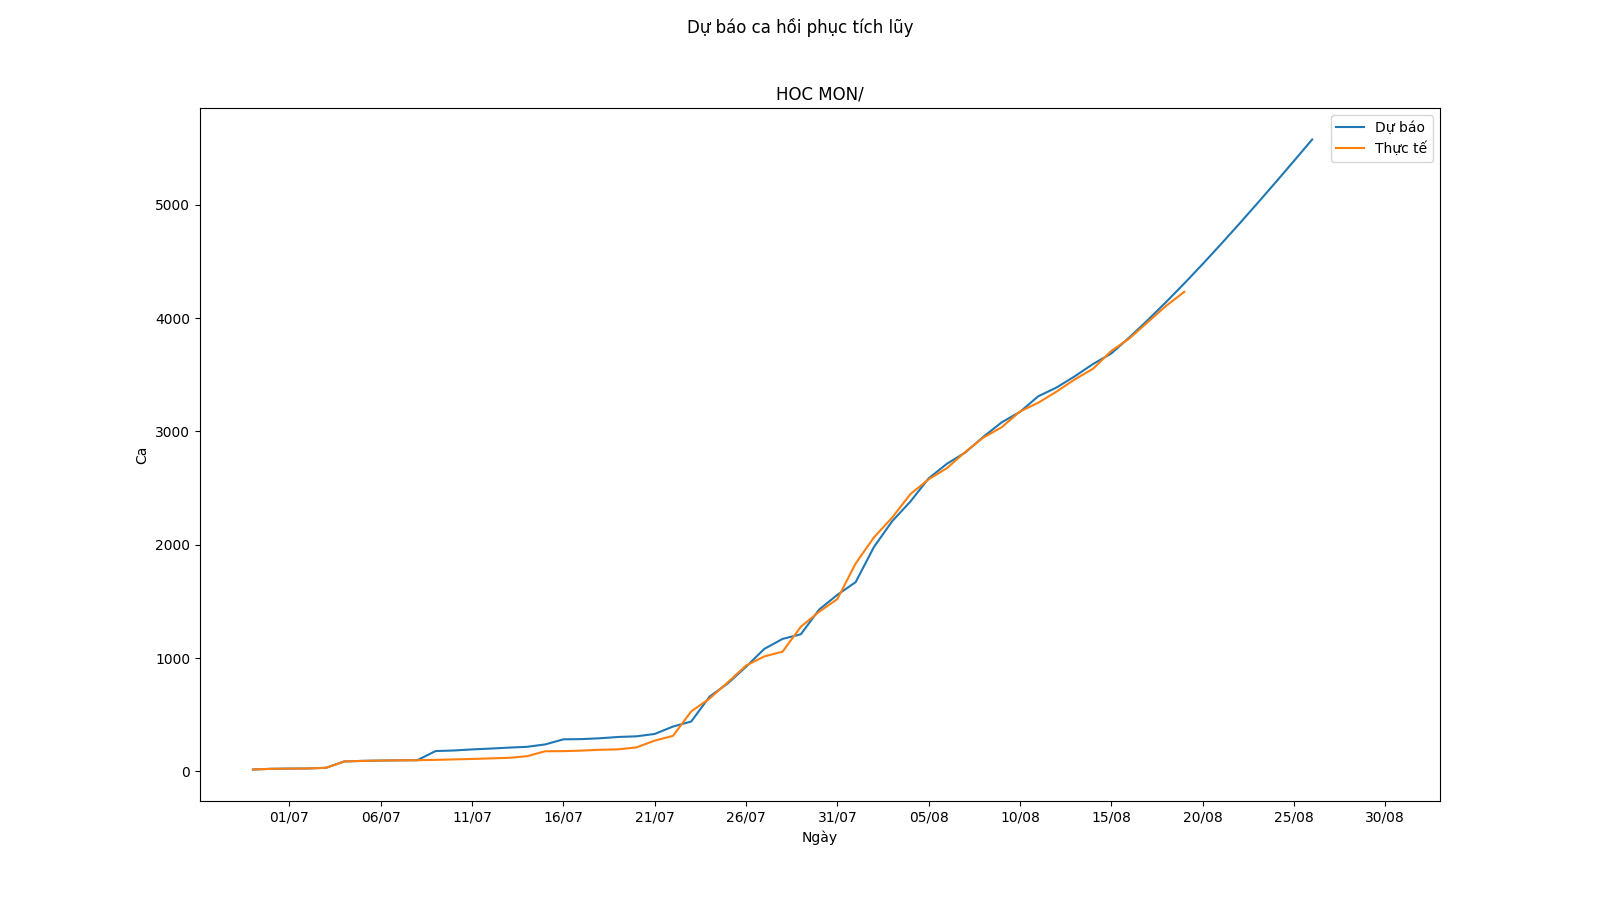 Dự báo ca hồi phục tích lũy
HOC MON/
Dự báo
Thực tế
5000
4000
3000
2000
1000
0
Ca
01/07 06/07 11/07 16/07 21/07 26/07 31/07 05/08 10/08 15/08 20/08 25/08 30/08
Ngày